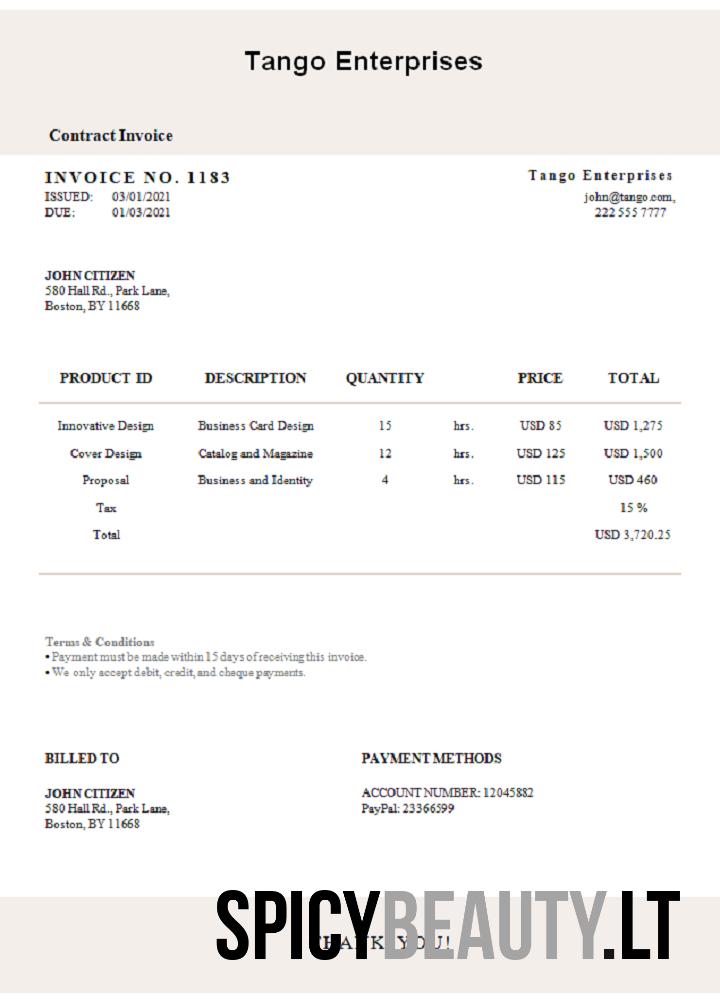 Tango Enterprises
Contract Invoice
INVOICE NO. 1183
ISSUED: 03/01/2021
DUE: 01/03/2021
Tango Enterprises
john@tango.com,
222 555 7777
JOHN CITIZEN
580 Hall Rd., Park Lane,
Boston, BY 11668
PRODUCT ID DESCRIPTION QUANTITY PRICE TOTAL
Innovative Design Business Card Design 15 hrs. USD 85 USD 1,275
Cover Design Catalog and Magazine 12 hrs. USD 125 USD 1,500
Proposal Business and Identity 4 hrs. USD 115 USD 460
Tax 15 %
Total USD 3,720.25
Terms & Conditions
• Payment must be made within 15 days of receiving this invoice.
• We only accept debit, credit, and cheque payments.
BILLED TO
JOHN CITIZEN
580 Hall Rd., Park Lane,
Boston, BY 11668
PAYMENT METHODS
ACCOUNT NUMBER: 12045882
PayPal: 23366599
THANK YOU!
SPICYBEAUTY.LT